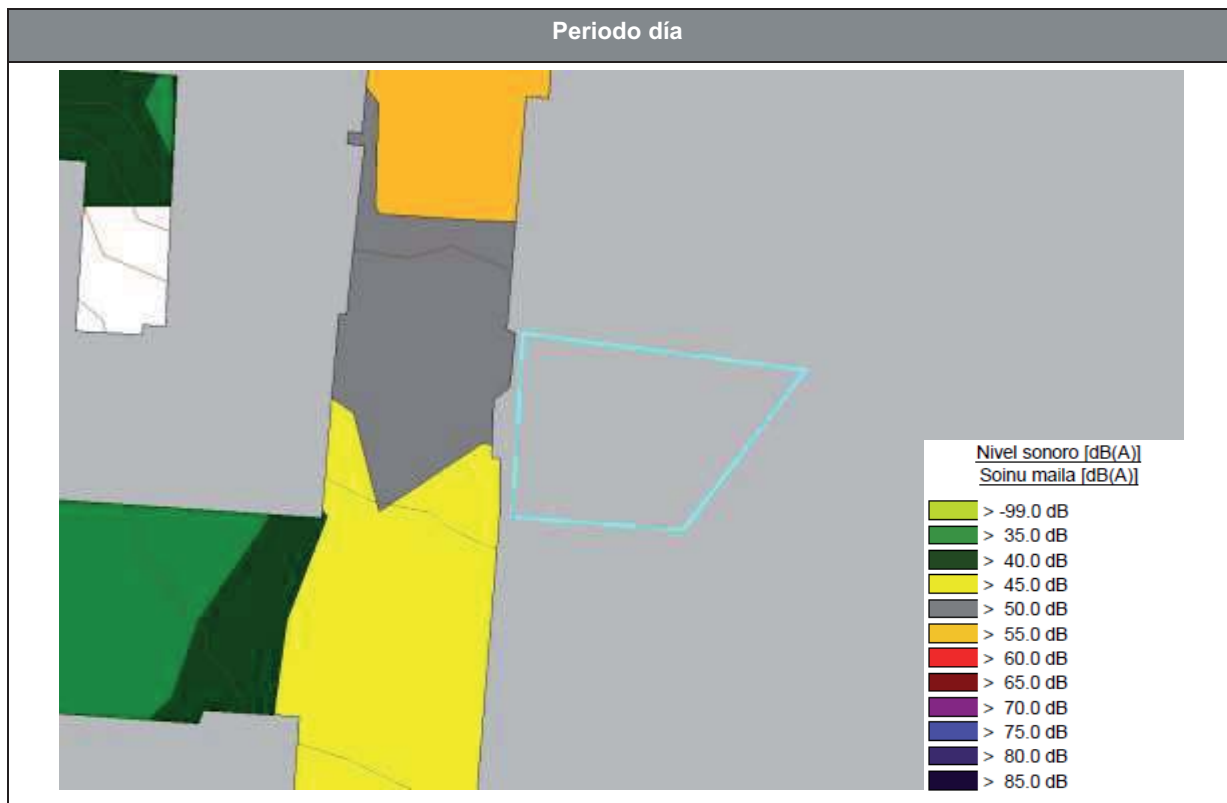 Periodo día
Nivel sonoro [dB(A)]
Soinu maila [dB(A)]
> -99.0 dB
> 35.0 dB
> 40.0 dB
> 45.0 dB
> 50.0 dB
> 55.0 dB
> 60.0 dB
> 65.0 dB
> 70.0 dB
> 75.0 dB
> 80.0 dB
> 85.0 dB